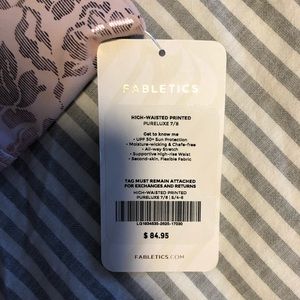 FABLETICS
HIGH-WAISTED PRINTED
PURELUXE 7/8
Get to know me
• UPF 50+ Sun Protection
• Moisture-wicking & Chafe-free
• All-way Stretch
• Supportive High-rise Waist
• Second-skin, Flexible Fabric
TAG MUST REMAIN ATTACHED
FOR EXCHANGES AND RETURNS
HIGH-WAISTED PRINTED
PURELUXE 7/8 | S/4-6
$ 84.95
FABLETICS.COM